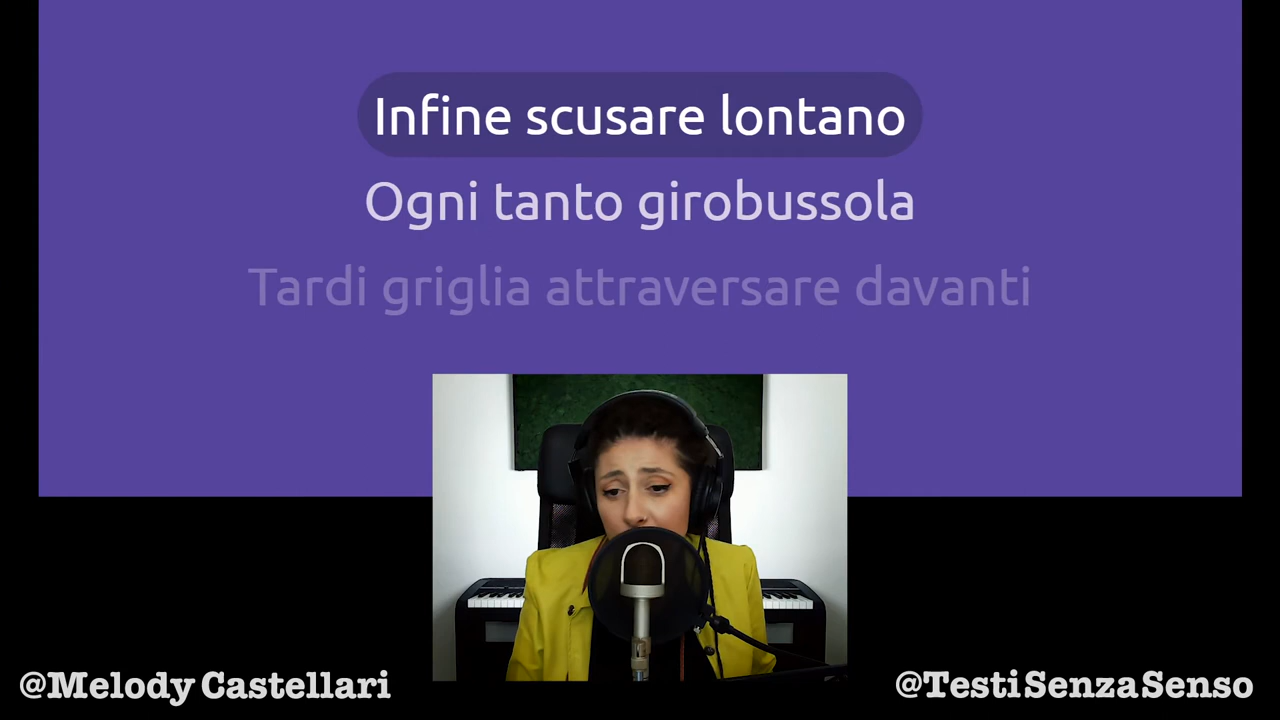 Infine scusare lontano
Ogni tanto girobussola
Tardi griglia attraversare davanti
@Melody Castellari
@TestiSenzaSenso